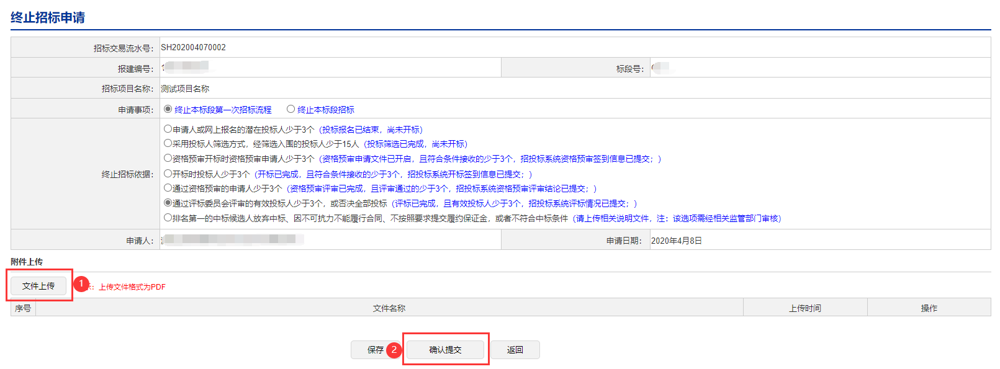 终止招标申请
招标交易流水号： SH202004070002
报建编号： 标段号：
招标项目名称： 测试项目名称
申请事项： 终止本标段第一次招标流程 终止本标段招标
终止招标依据：
申请人或网上报名的潜在投标人少于3个（投标报名已结束，尚未开标）
采用投标人筛选方式，经筛选入围的投标人少于15人（投标筛选已完成，尚未开标）
资格预审开标时资格预审申请人少于3个（资格预审申请文件已开启，且符合条件接收的少于3个，招投标系统资格预审签到信息已提交；）
开标时投标人少于3个（开标已完成，且符合条件接收的少于3个，招投标系统开标签到信息已提交；）
通过资格预审的申请人少于3个（资格预审评审已完成，且评审通过的少于3个，招投标系统资格预审评审结论已提交；）
通过评标委员会评审的有效投标人少于3个，或否决全部投标（评标已完成，且有效投标人少于3个，招投标系统评标情况已提交；）
排名第一的中标候选人放弃中标、因不可抗力不能履行合同、不按照要求提交履约保证金，或者不符合中标条件（请上传相关说明文件，注：该选项需经相关监管部门审核）
申请人： 申请日期： 2020年4月8日
附件上传
文件上传 1 示：上传文件格式为PDF
序号 文件名称 上传时间 操作
保存 2 确认提交 返回